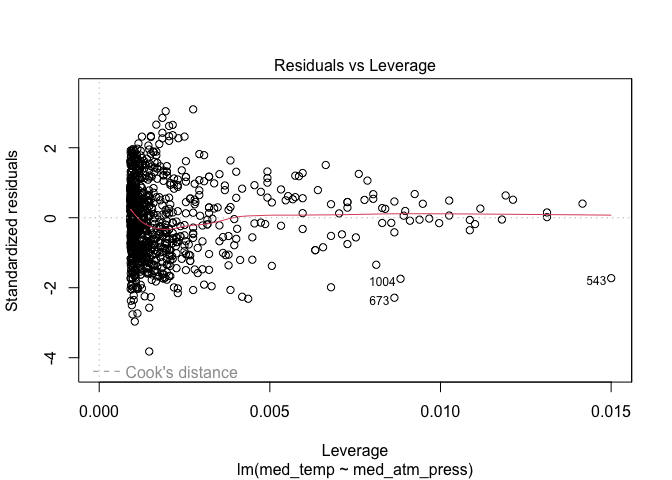 Residuals vs Leverage
Standardized residuals
2
0
-2
-4
1004
673
543
Cook's distance
0.000 0.005 0.010 0.015
Leverage
lm(med_temp ~ med_atm_press)